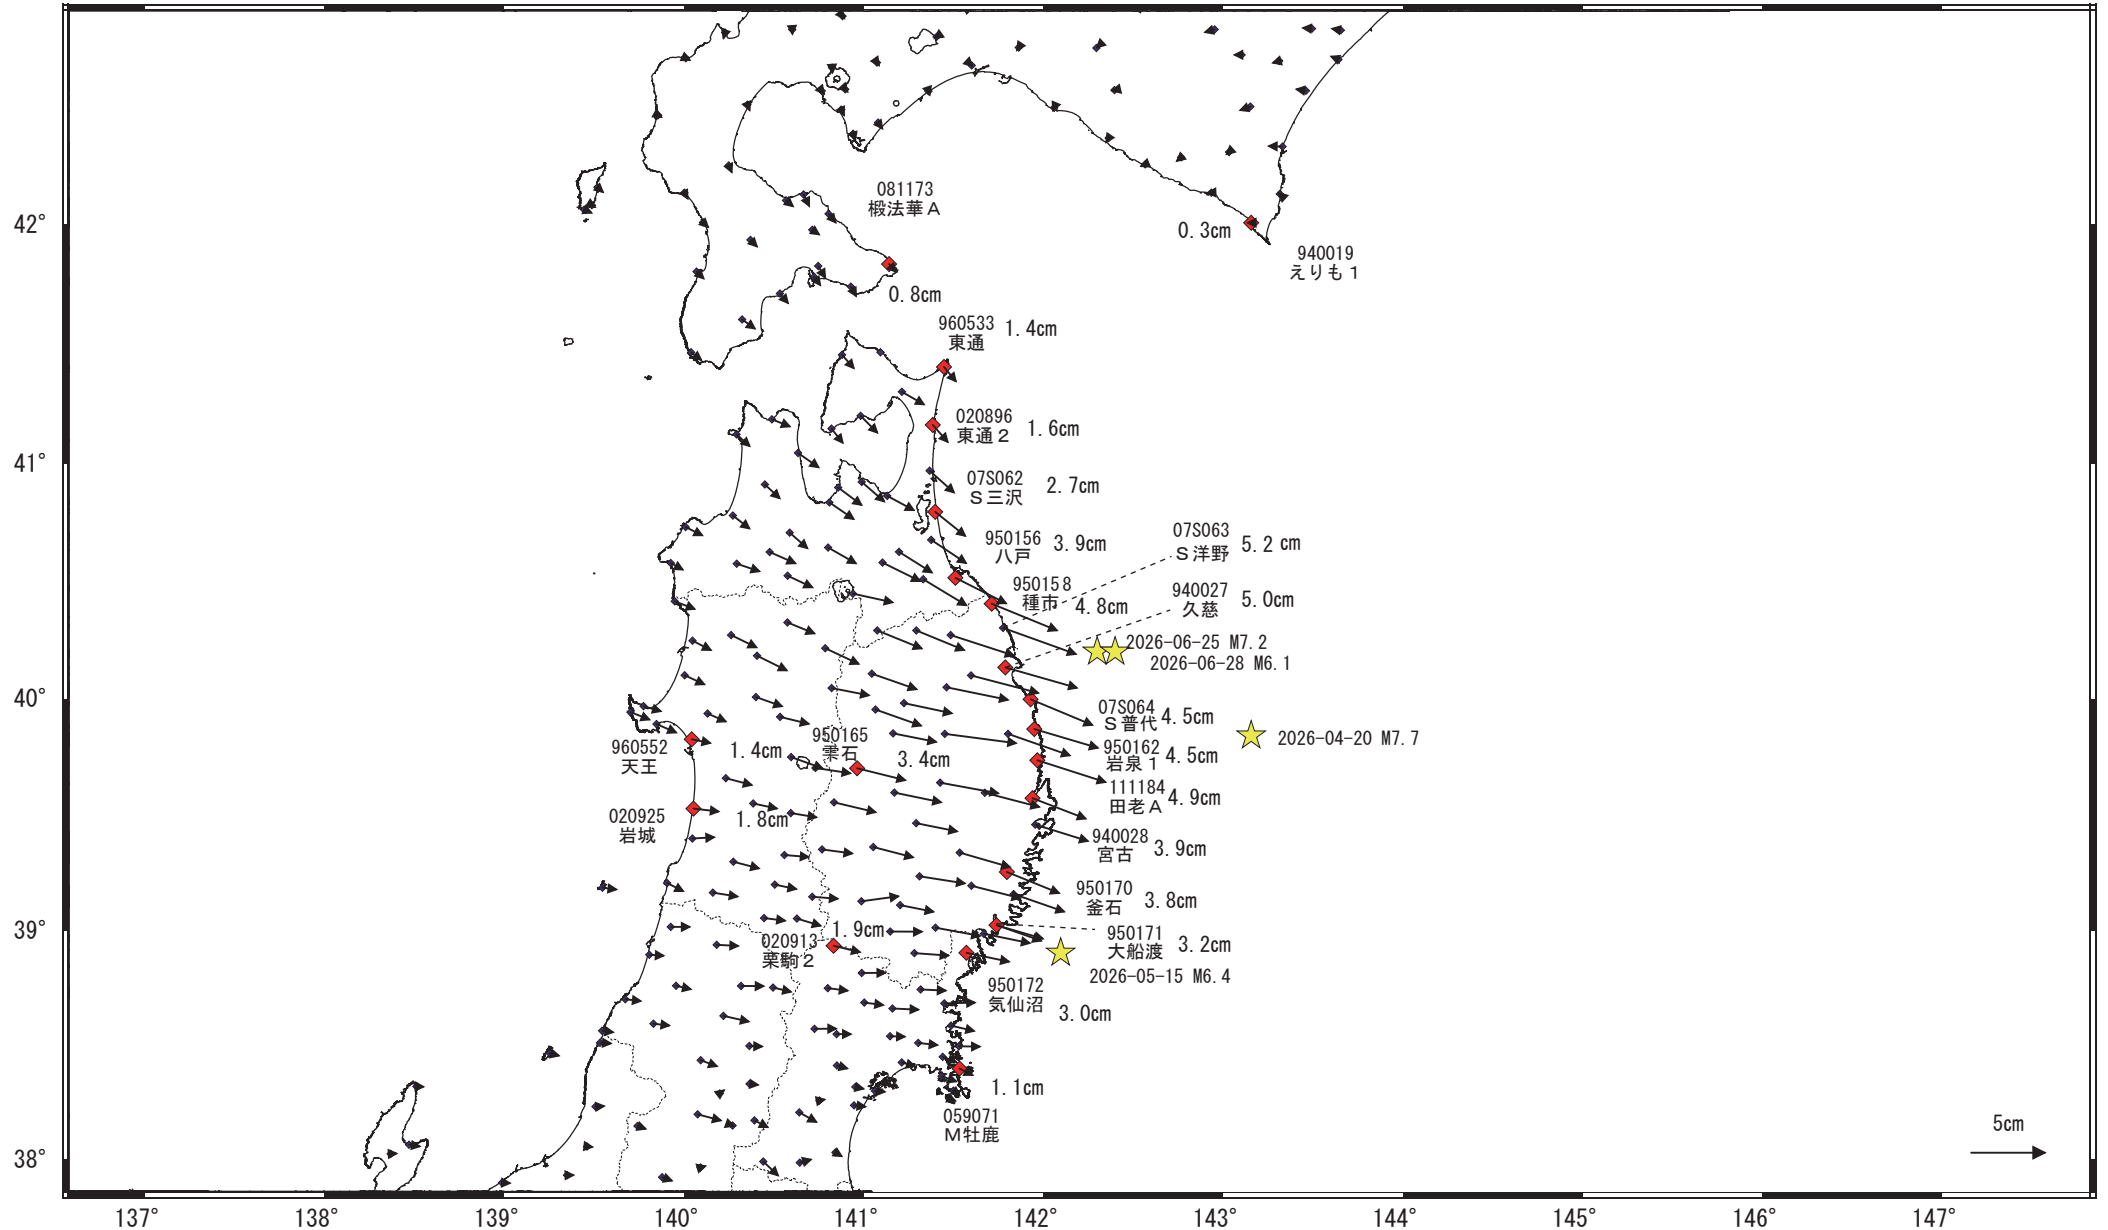 081173
椴法華Ａ
42°
0.3cm
940019
えりも１
0.8cm
960533
東通
1.4cm
020896
東通２
1.6cm
41°
07S062
Ｓ三沢
2.7cm
950156
八戸
3.9cm
07S063
Ｓ洋野
5.2 cm
950158
種市
4.8cm
940027
久慈
5.0cm
2026-06-25 M7.2
2026-06-28 M6.1
40°
07S064
Ｓ普代
4.5cm
2026-04-20 M7.7
960552
天王
1.4cm
950165
雫石
3.4cm
950162
岩泉１
4.5cm
111184
田老Ａ
4.9cm
020925
岩城
1.8cm
940028
宮古
3.9cm
950170
釜石
3.8cm
39°
020913
栗駒２
1.9cm
950171
大船渡
3.2cm
2026-05-15 M6.4
950172
気仙沼
3.0cm
1.1cm
059071
Ｍ牡鹿
5cm
38°
137°
138°
139°
140°
141°
142°
143°
144°
145°
146°
147°